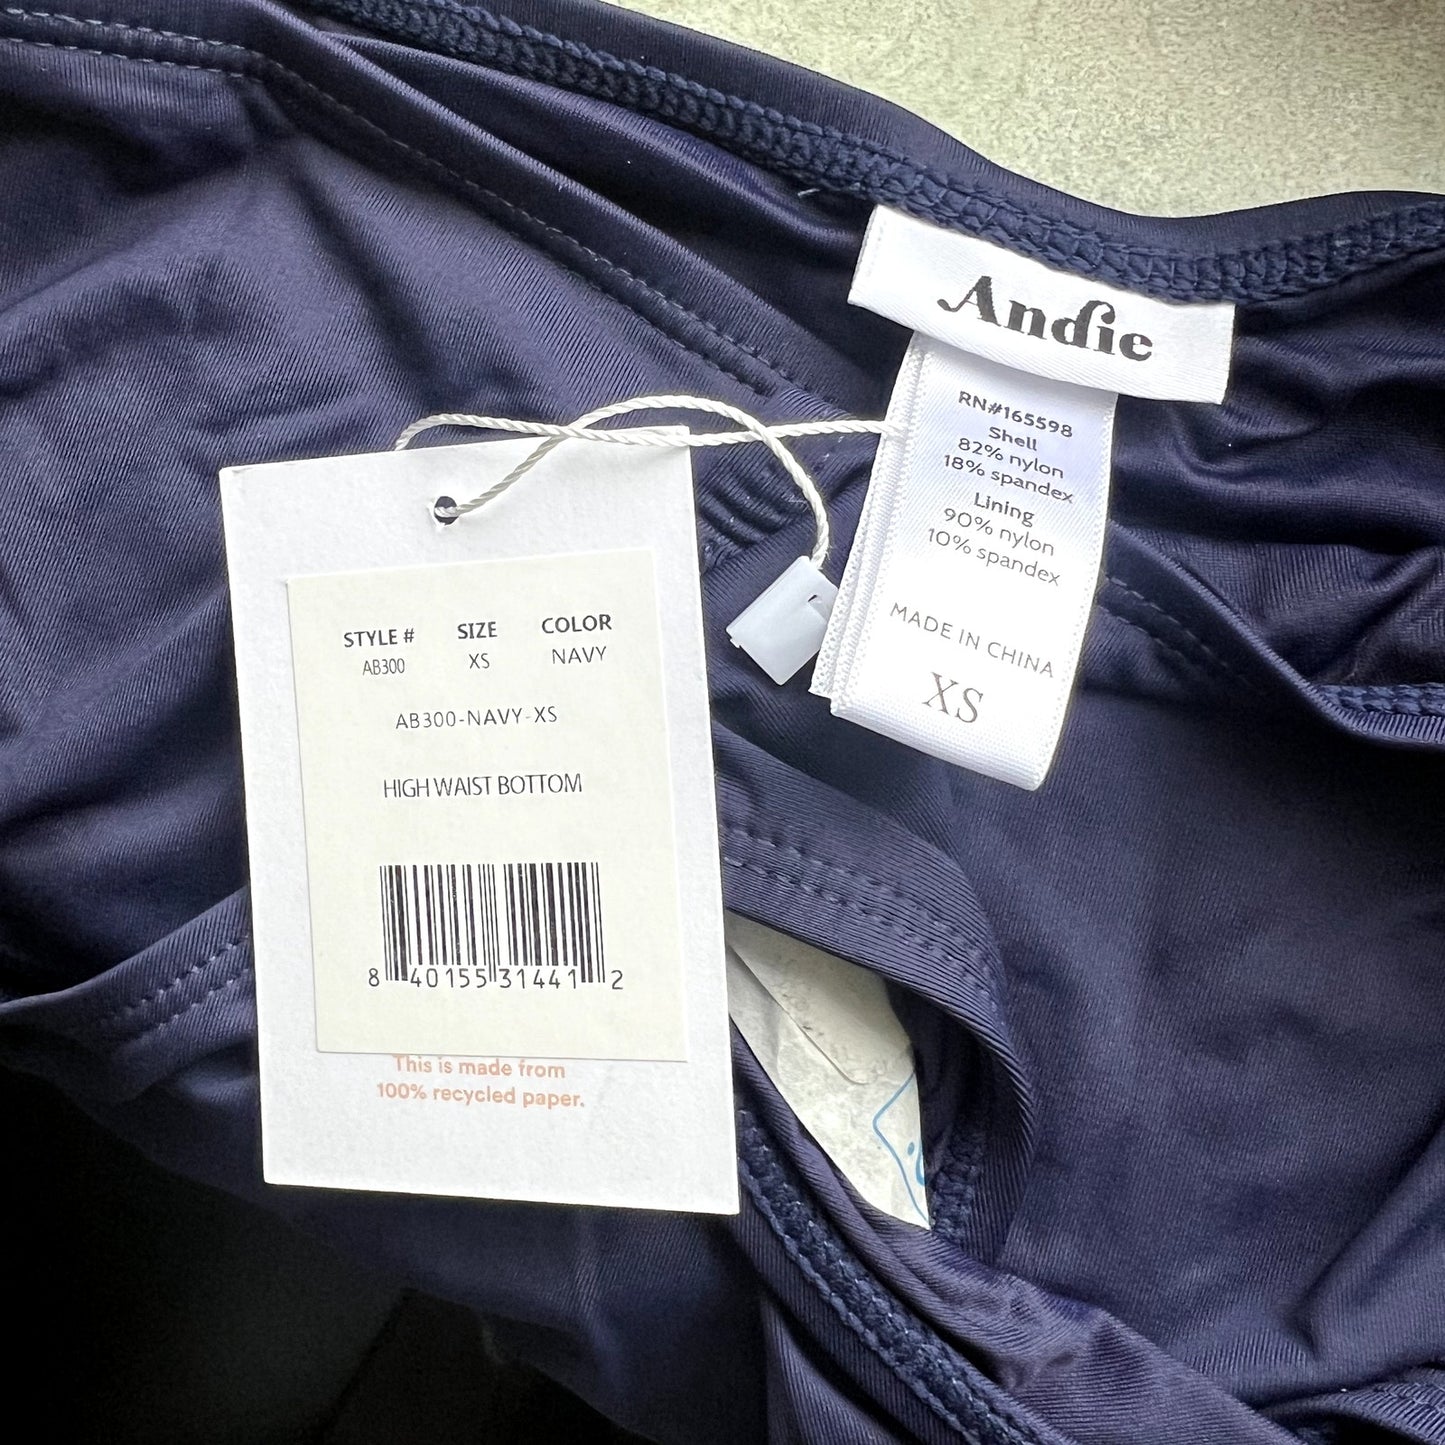 Andie
RN#165598
Shell
82% nylon
18% spandex
Lining
90% nylon
10% spandex
MADE IN CHINA
XS
STYLE # SIZE COLOR
AB300 XS NAVY
AB300-NAVY-XS
HIGH WAIST BOTTOM
8 40155 31441 2
This is made from
100% recycled paper.